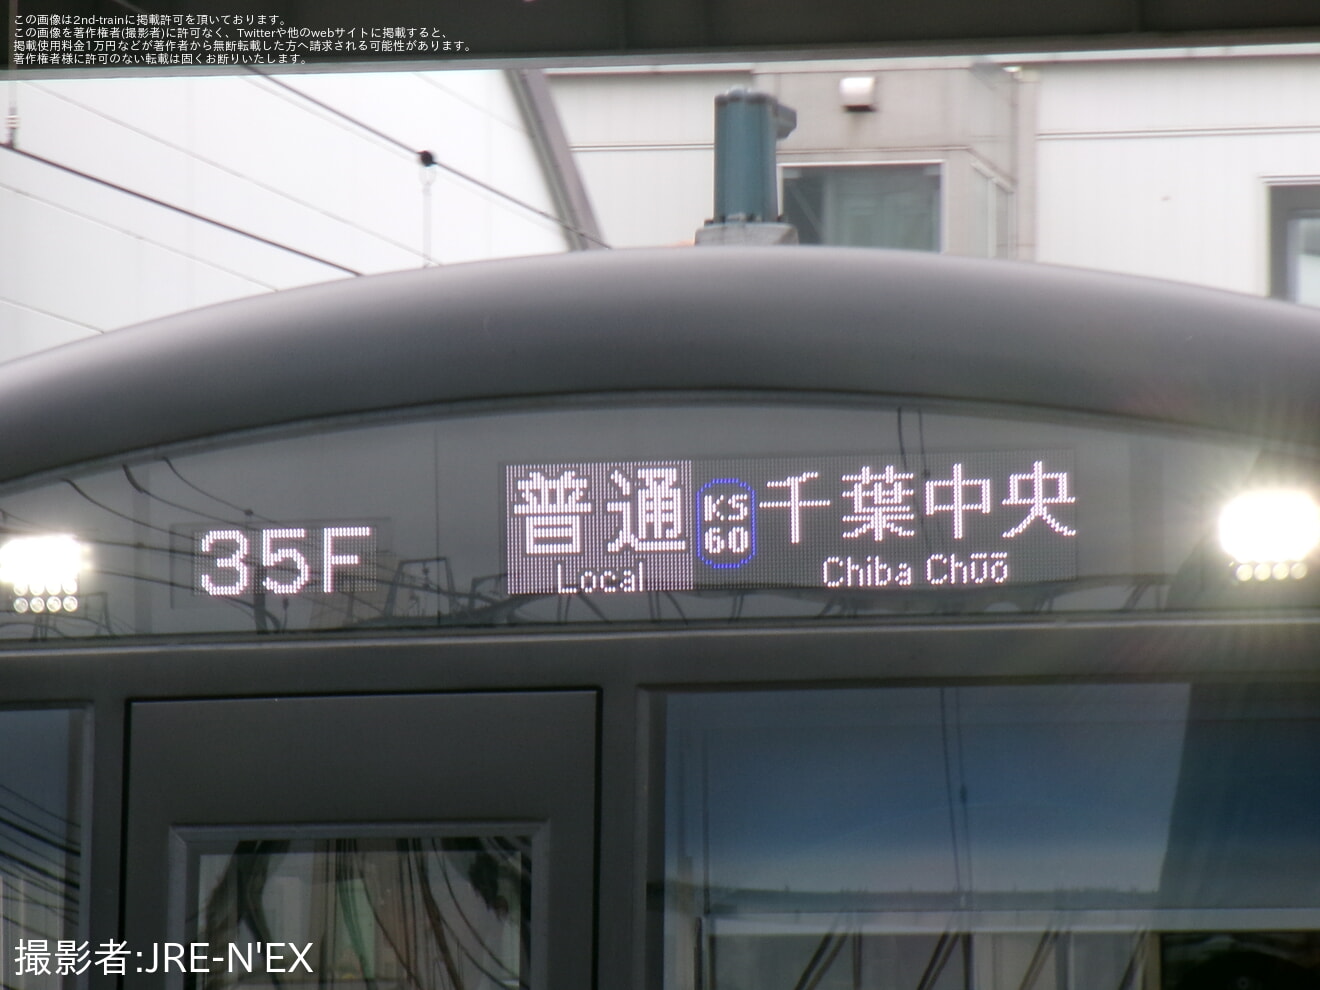 この画像は2nd-trainに掲載許可を頂いております。
この画像を著作権者(撮影者)に許可なく、Twitterや他のwebサイトに掲載すると、
掲載使用料金1万円などが著作者から無断転載した方へ請求される可能性があります。
著作権者様に許可のない転載は固くお断りいたします。
35F 普通 KS 60 千葉中央
Local Chiba Chūō
撮影者:JRE-N'EX